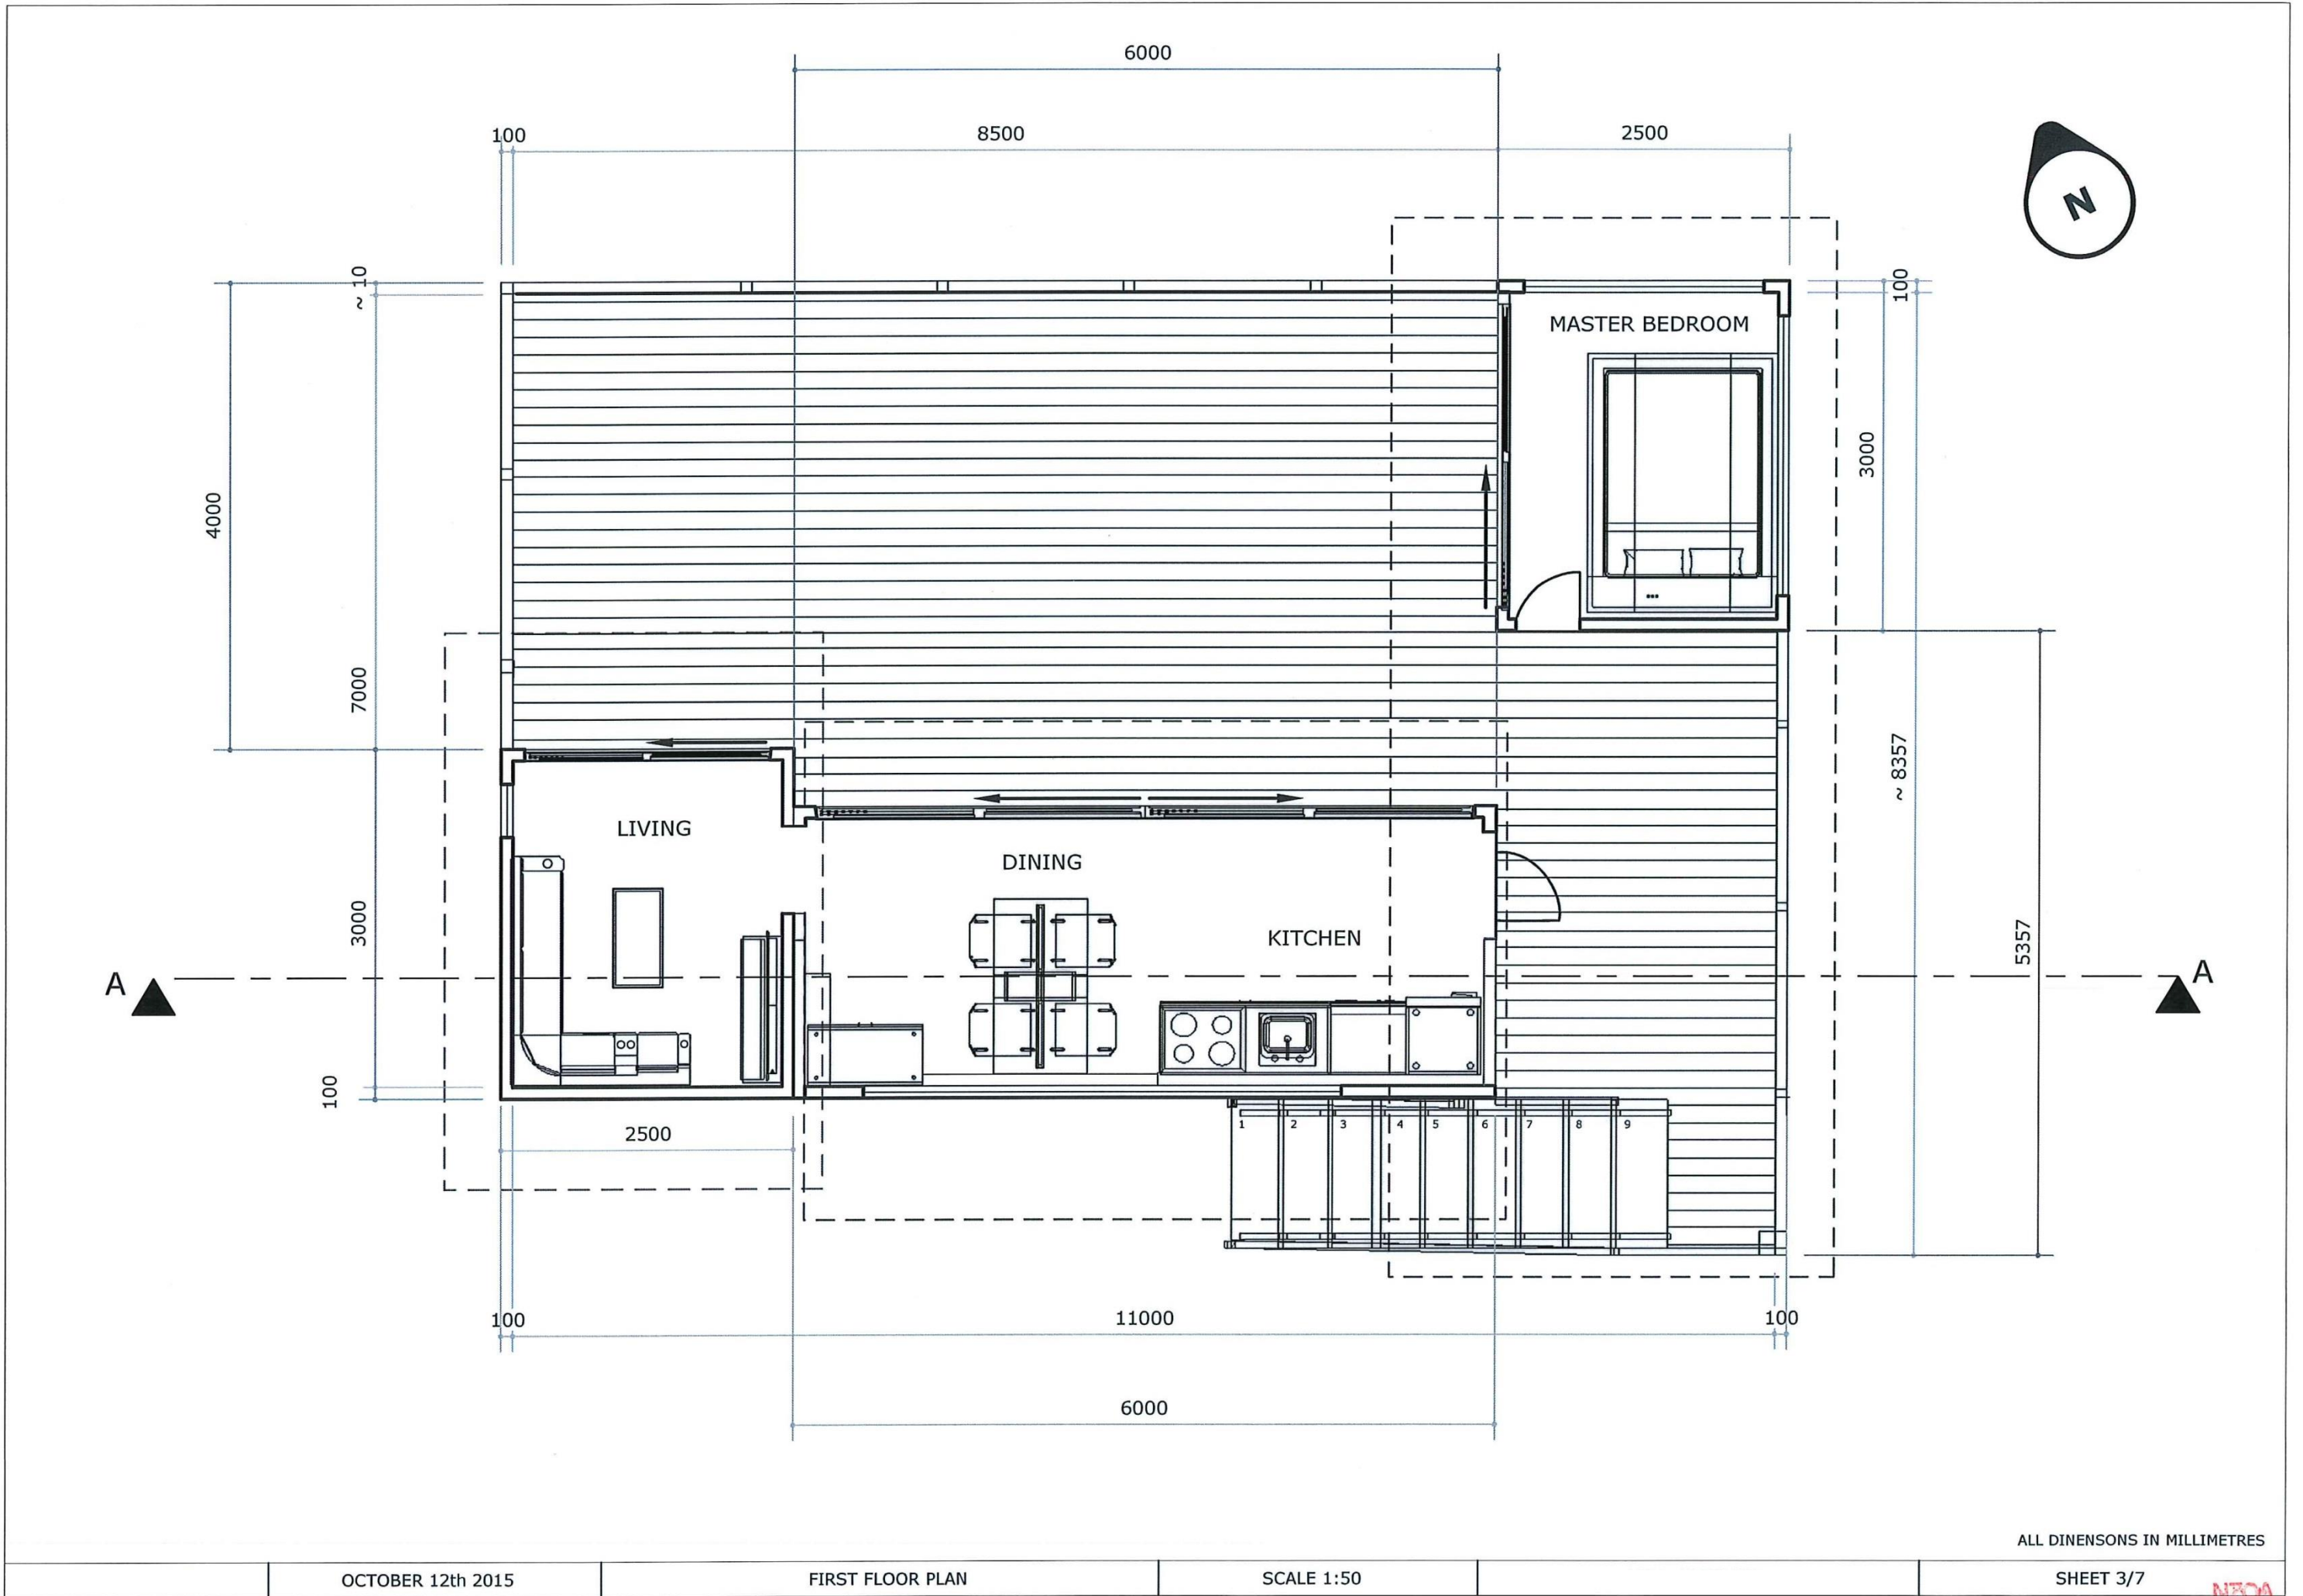 6000
100
8500
2500
N
~ 10
100
MASTER BEDROOM
3000
4000
7000
~ 8357
LIVING
DINING
KITCHEN
3000
5357
A
A
100
2500
1 2 3 4 5 6 7 8 9
100
11000
100
6000
ALL DINENSONS IN MILLIMETRES
OCTOBER 12th 2015
FIRST FLOOR PLAN
SCALE 1:50
SHEET 3/7